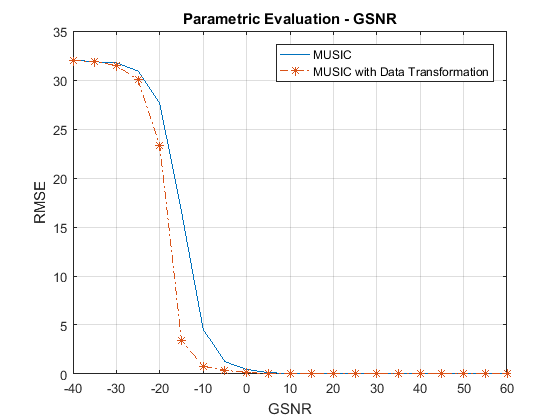 Parametric Evaluation - GSNR
MUSIC
MUSIC with Data Transformation
RMSE
35
30
25
20
15
10
5
0
-40 -30 -20 -10 0 10 20 30 40 50 60
GSNR